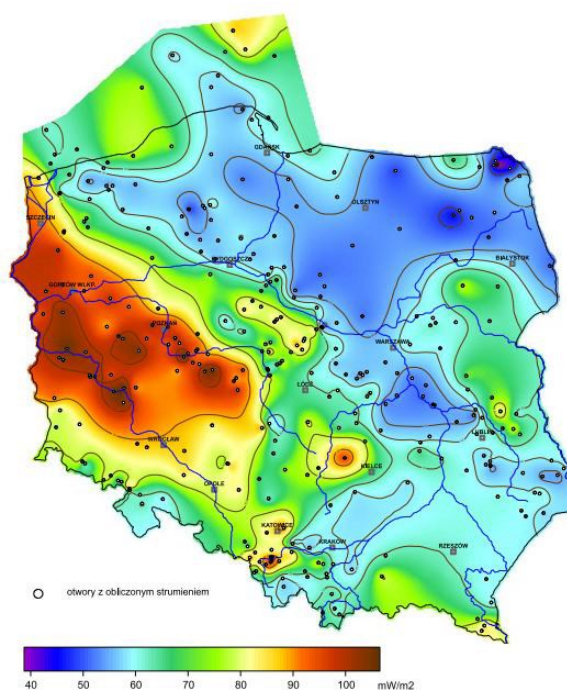 GDAŃSK
OLSZTYN
SZCZECIN
BYDGOSZCZ
BIAŁYSTOK
GORZÓW WLKP.
POZNAŃ
WARSZAWA
ŁÓDŹ
LUBLIN
WROCŁAW
KIELCE
OPOLE
KATOWICE
KRAKÓW
RZESZÓW
otwory z obliczonym strumieniem
40 50 60 70 80 90 100 mW/m2